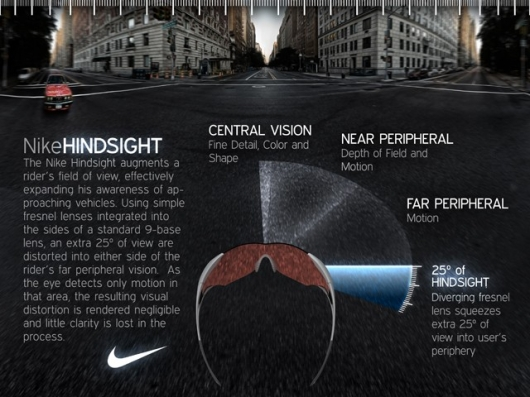 NikeHINDSIGHT
The Nike Hindsight augments a
rider's field of view, effectively
expanding his awareness of ap-
proaching vehicles. Using simple
fresnel lenses integrated into
the sides of a standard 9-base
lens, an extra 25° of view are
distorted into either side of the
rider's far peripheral vision. As
the eye detects only motion in
that area, the resulting visual
distortion is rendered negligible
and little clarity is lost in the
process.
CENTRAL VISION
Fine Detail, Color and
Shape
NEAR PERIPHERAL
Depth of Field and
Motion
FAR PERIPHERAL
Motion
25° of
HINDSIGHT
Diverging fresnel
lens squeezes
extra 25° of
view into user's
periphery